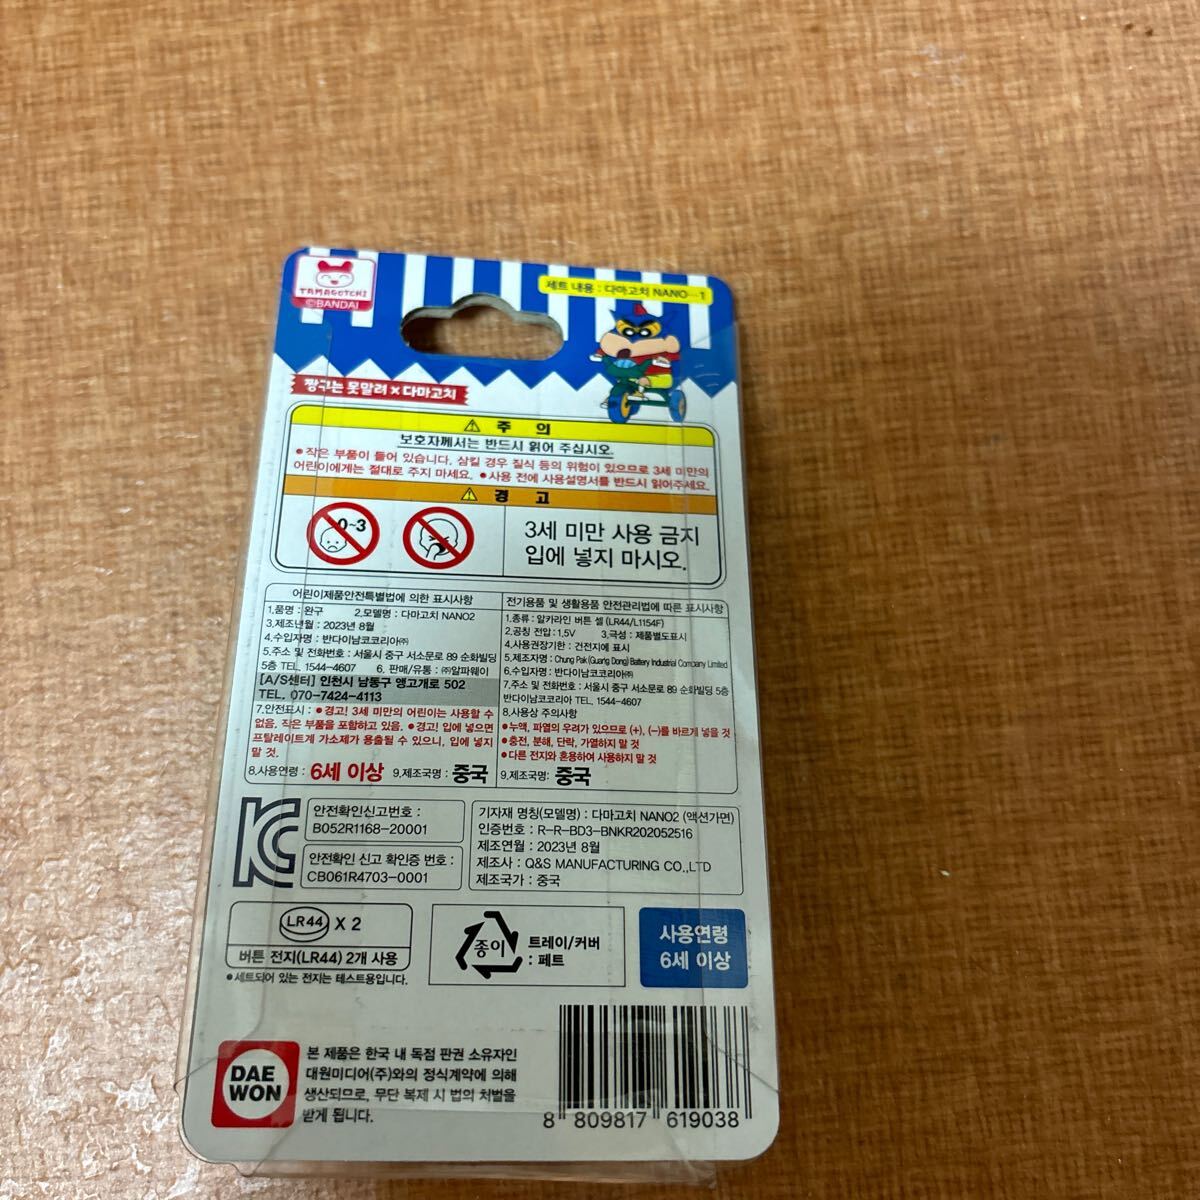 TAMAGOTCHI
©BANDAI
세트 내용 : 다마고치 NANO…1
짱구는 못말려 × 다마고치
⚠ 주 의
보호자께서는 반드시 읽어 주십시오.
●작은 부품이 들어 있습니다. 삼킬 경우 질식 등의 위험이 있으므로 3세 미만의
어린이에게는 절대로 주지 마세요. ●사용 전에 사용설명서를 반드시 읽어주세요.
⚠ 경 고
0~3
3세 미만 사용 금지
입에 넣지 마시오.
어린이제품안전특별법에 의한 표시사항
1.품명 : 완구 2.모델명 : 다마고치 NANO2
3.제조년월 : 2023년 8월
4.수입자명 : 반다이남코코리아㈜
5.주소 및 전화번호 : 서울시 중구 서소문로 89 순화빌딩
5층 TEL. 1544-4607 6. 판매/유통 : ㈜알파웨이
[A/S센터] 인천시 남동구 앵고개로 502
TEL. 070-7424-4113
7.안전표시 : ●경고! 3세 미만의 어린이는 사용할 수
없음, 작은 부품을 포함하고 있음. ●경고! 입에 넣으면
프탈레이트계 가소제가 용출될 수 있으니, 입에 넣지
말 것.
8.사용연령 : 6세 이상 9.제조국명 : 중국
전기용품 및 생활용품 안전관리법에 따른 표시사항
1.종류 : 알카라인 버튼 셀 (LR44/L1154F)
2.공칭 전압 : 1.5V 3.극성 : 제품별도표시
4.사용권장기한 : 건전지에 표시
5.제조자명 : Chung Pak (Guang Dong) Battery Industrial Company Limited
6.수입자명 : 반다이남코코리아㈜
7.주소 및 전화번호 : 서울시 중구 서소문로 89 순화빌딩 5층
반다이남코코리아 TEL. 1544-4607
8.사용상 주의사항
●누액, 파열의 우려가 있으므로 (+), (−)를 바르게 넣을 것
●충전, 분해, 단락, 가열하지 말 것
●다른 전지와 혼용하여 사용하지 말 것
9.제조국명: 중국
KC
안전확인신고번호 :
B052R1168-20001
안전확인 신고 확인증 번호 :
CB061R4703-0001
기자재 명칭(모델명) : 다마고치 NANO2 (액션가면)
인증번호 : R-R-BD3-BNKR202052516
제조연월 : 2023년 8월
제조사 : Q&S MANUFACTURING CO.,LTD
제조국가 : 중국
LR44 X 2
버튼 전지(LR44) 2개 사용
●세트되어 있는 전지는 테스트용입니다.
종이
트레이/커버
: 페트
사용연령
6세 이상
DAE
WON
본 제품은 한국 내 독점 판권 소유자인
대원미디어(주)와의 정식계약에 의해
생산되므로, 무단 복제 시 법의 처벌을
받게 됩니다.
8 809817 619038